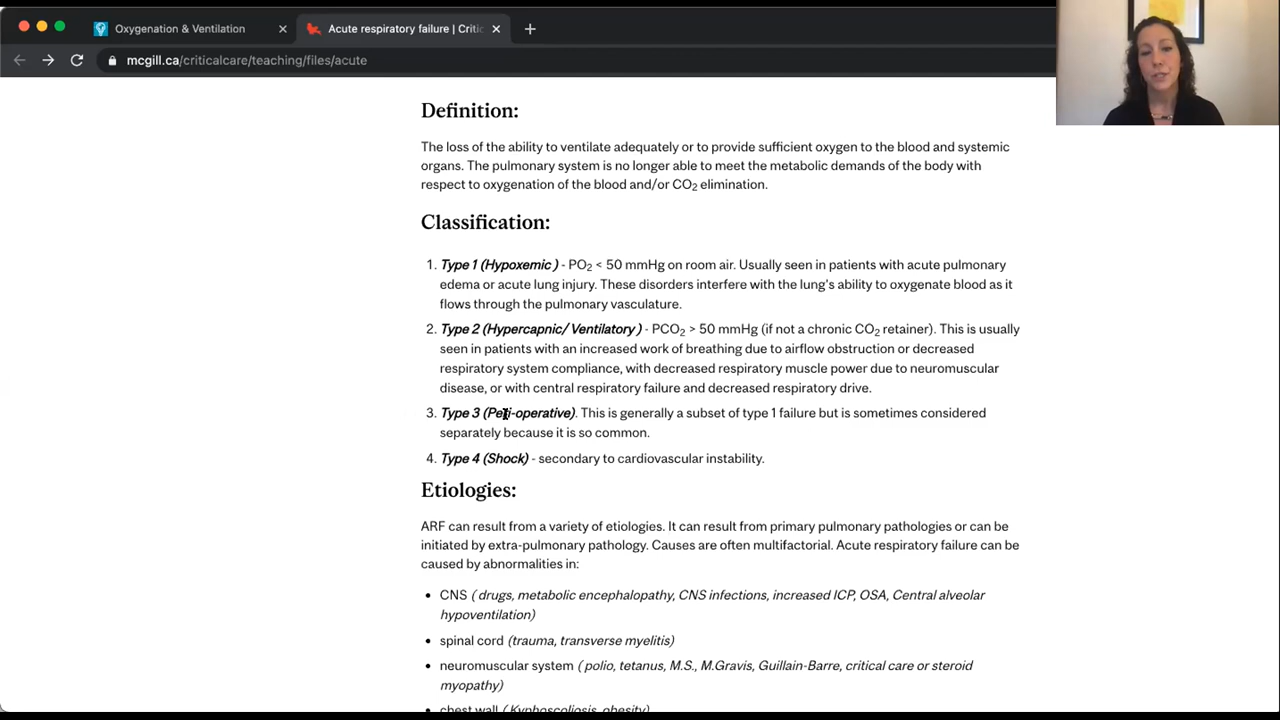 Oxygenation & Ventilation
Acute respiratory failure | Critic
mcgill.ca/criticalcare/teaching/files/acute
Definition:
The loss of the ability to ventilate adequately or to provide sufficient oxygen to the blood and systemic
organs. The pulmonary system is no longer able to meet the metabolic demands of the body with
respect to oxygenation of the blood and/or CO2 elimination.
Classification:
1. Type 1 (Hypoxemic ) - PO2 < 50 mmHg on room air. Usually seen in patients with acute pulmonary
edema or acute lung injury. These disorders interfere with the lung's ability to oxygenate blood as it
flows through the pulmonary vasculature.
2. Type 2 (Hypercapnic/ Ventilatory ) - PCO2 > 50 mmHg (if not a chronic CO2 retainer). This is usually
seen in patients with an increased work of breathing due to airflow obstruction or decreased
respiratory system compliance, with decreased respiratory muscle power due to neuromuscular
disease, or with central respiratory failure and decreased respiratory drive.
3. Type 3 (Peri-operative). This is generally a subset of type 1 failure but is sometimes considered
separately because it is so common.
4. Type 4 (Shock) - secondary to cardiovascular instability.
Etiologies:
ARF can result from a variety of etiologies. It can result from primary pulmonary pathologies or can be
initiated by extra-pulmonary pathology. Causes are often multifactorial. Acute respiratory failure can be
caused by abnormalities in:
• CNS ( drugs, metabolic encephalopathy, CNS infections, increased ICP, OSA, Central alveolar
hypoventilation)
• spinal cord (trauma, transverse myelitis)
• neuromuscular system ( polio, tetanus, M.S., M.Gravis, Guillain-Barre, critical care or steroid
myopathy)
• chest wall ( Kyphoscoliosis, obesity)